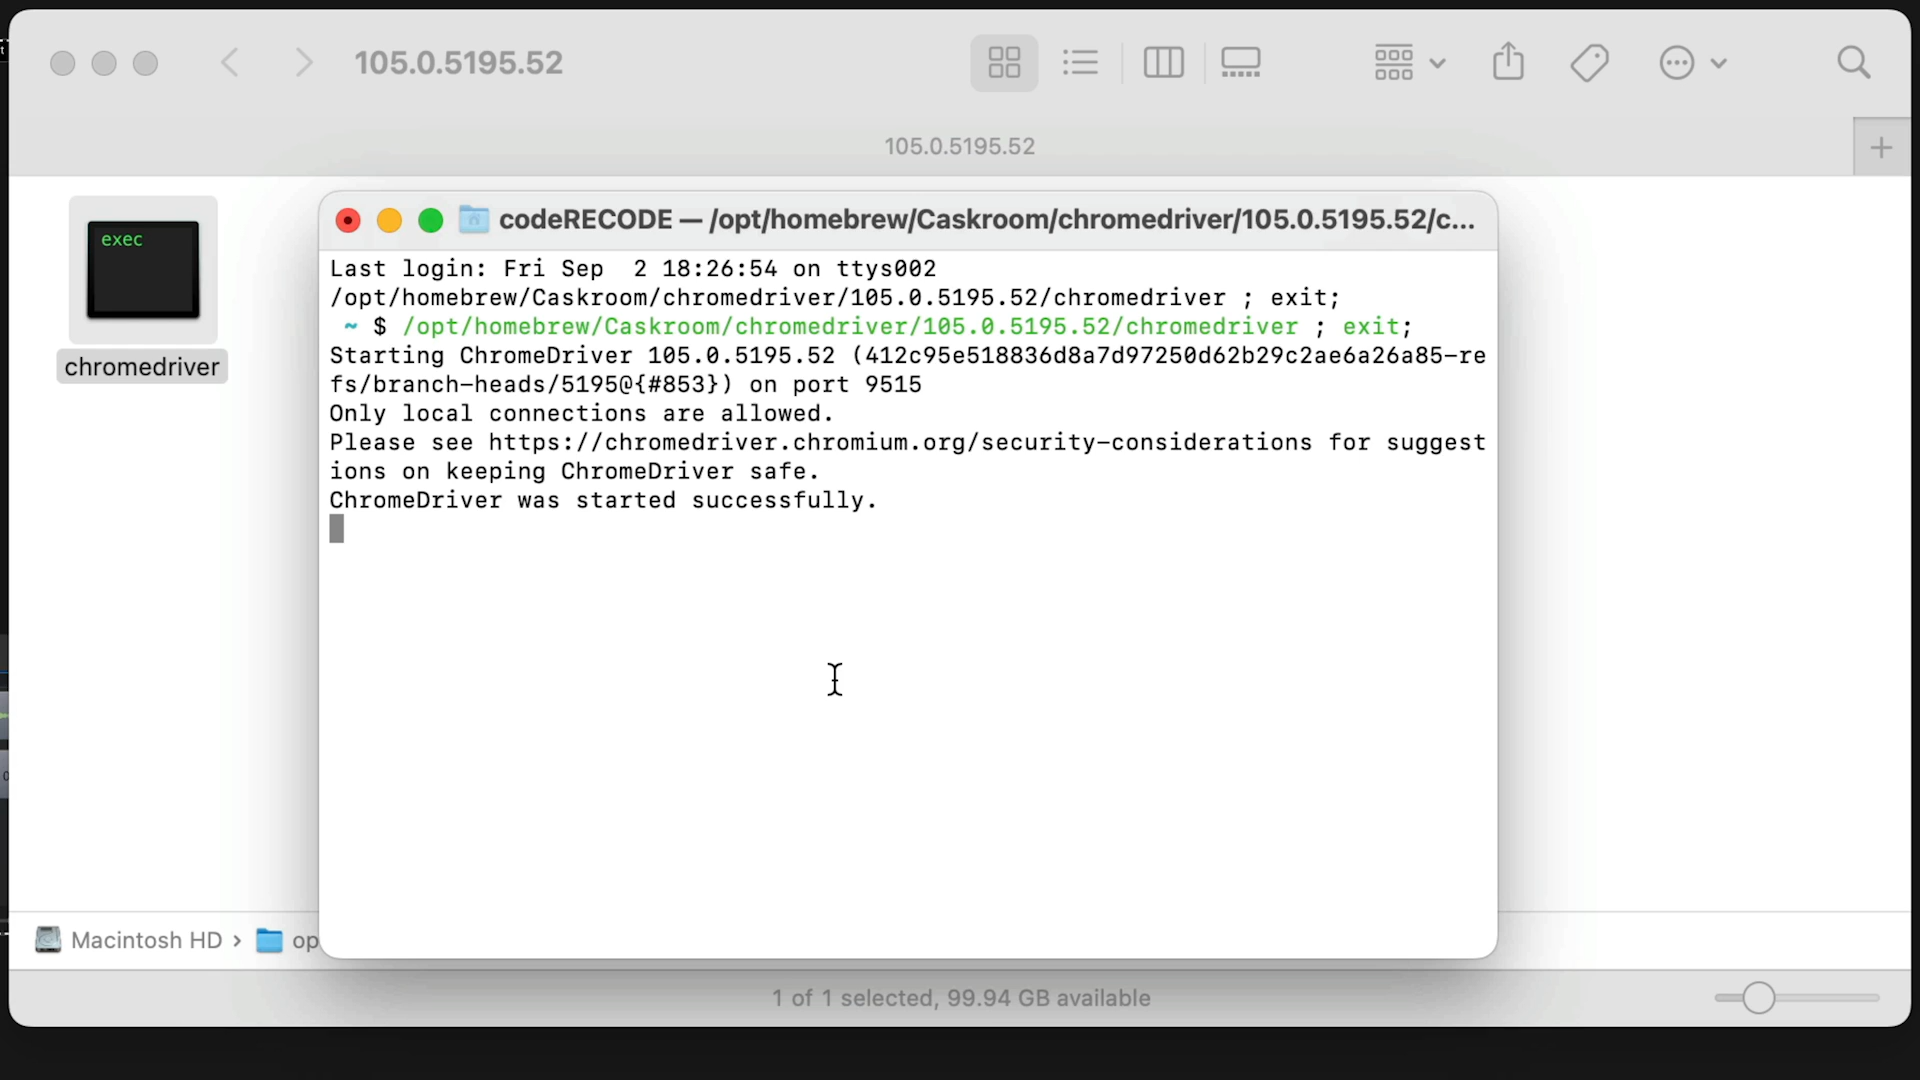 105.0.5195.52
105.0.5195.52
exec
chromedriver
codeRECODE — /opt/homebrew/Caskroom/chromedriver/105.0.5195.52/c...
Last login: Fri Sep  2 18:26:54 on ttys002
/opt/homebrew/Caskroom/chromedriver/105.0.5195.52/chromedriver ; exit;
~ $ /opt/homebrew/Caskroom/chromedriver/105.0.5195.52/chromedriver ; exit;
Starting ChromeDriver 105.0.5195.52 (412c95e518836d8a7d97250d62b29c2ae6a26a85-re
fs/branch-heads/5195@{#853}) on port 9515
Only local connections are allowed.
Please see https://chromedriver.chromium.org/security-considerations for suggest
ions on keeping ChromeDriver safe.
ChromeDriver was started successfully.
Macintosh HD › op
1 of 1 selected, 99.94 GB available